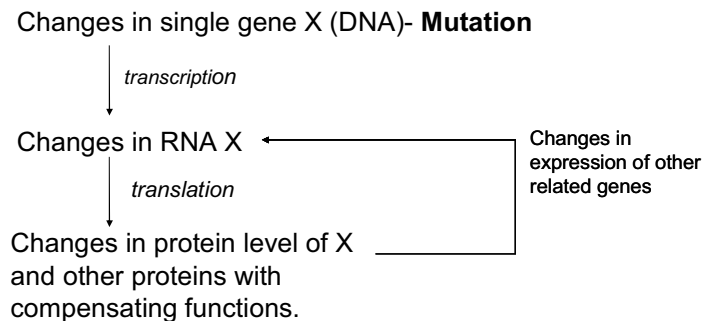 Changes in single gene X (DNA)- Mutation
transcription
Changes in RNA X
Changes in
expression of other
related genes
translation
Changes in protein level of X
and other proteins with
compensating functions.